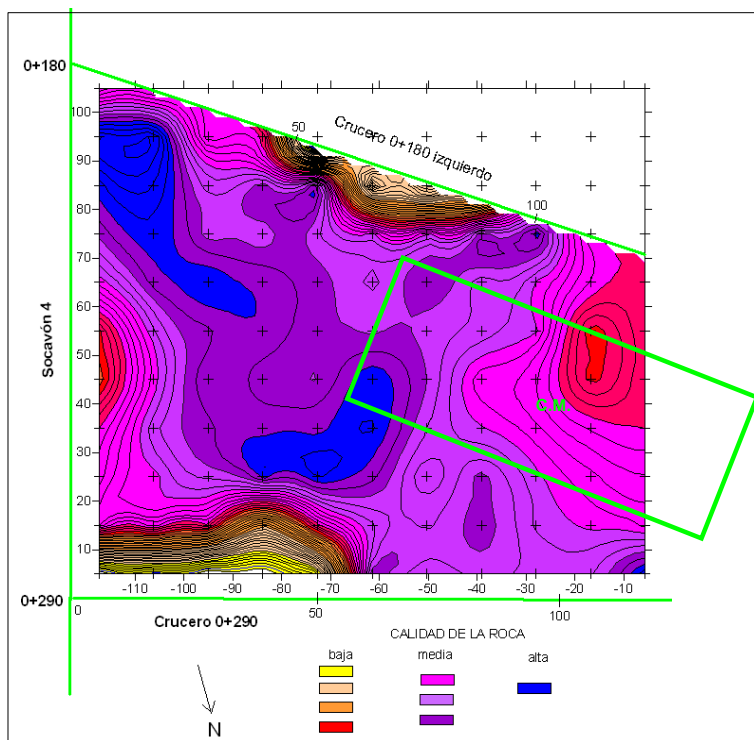 0+180
Crucero 0+180 izquierdo
50
100
100
90
80
70
60
50
40
30
20
10
Socavón 4
C.M.
-110 -100 -90 -80 -70 -60 -50 -40 -30 -20 -10
0+290
0 50 100
Crucero 0+290
CALIDAD DE LA ROCA
baja media alta
N